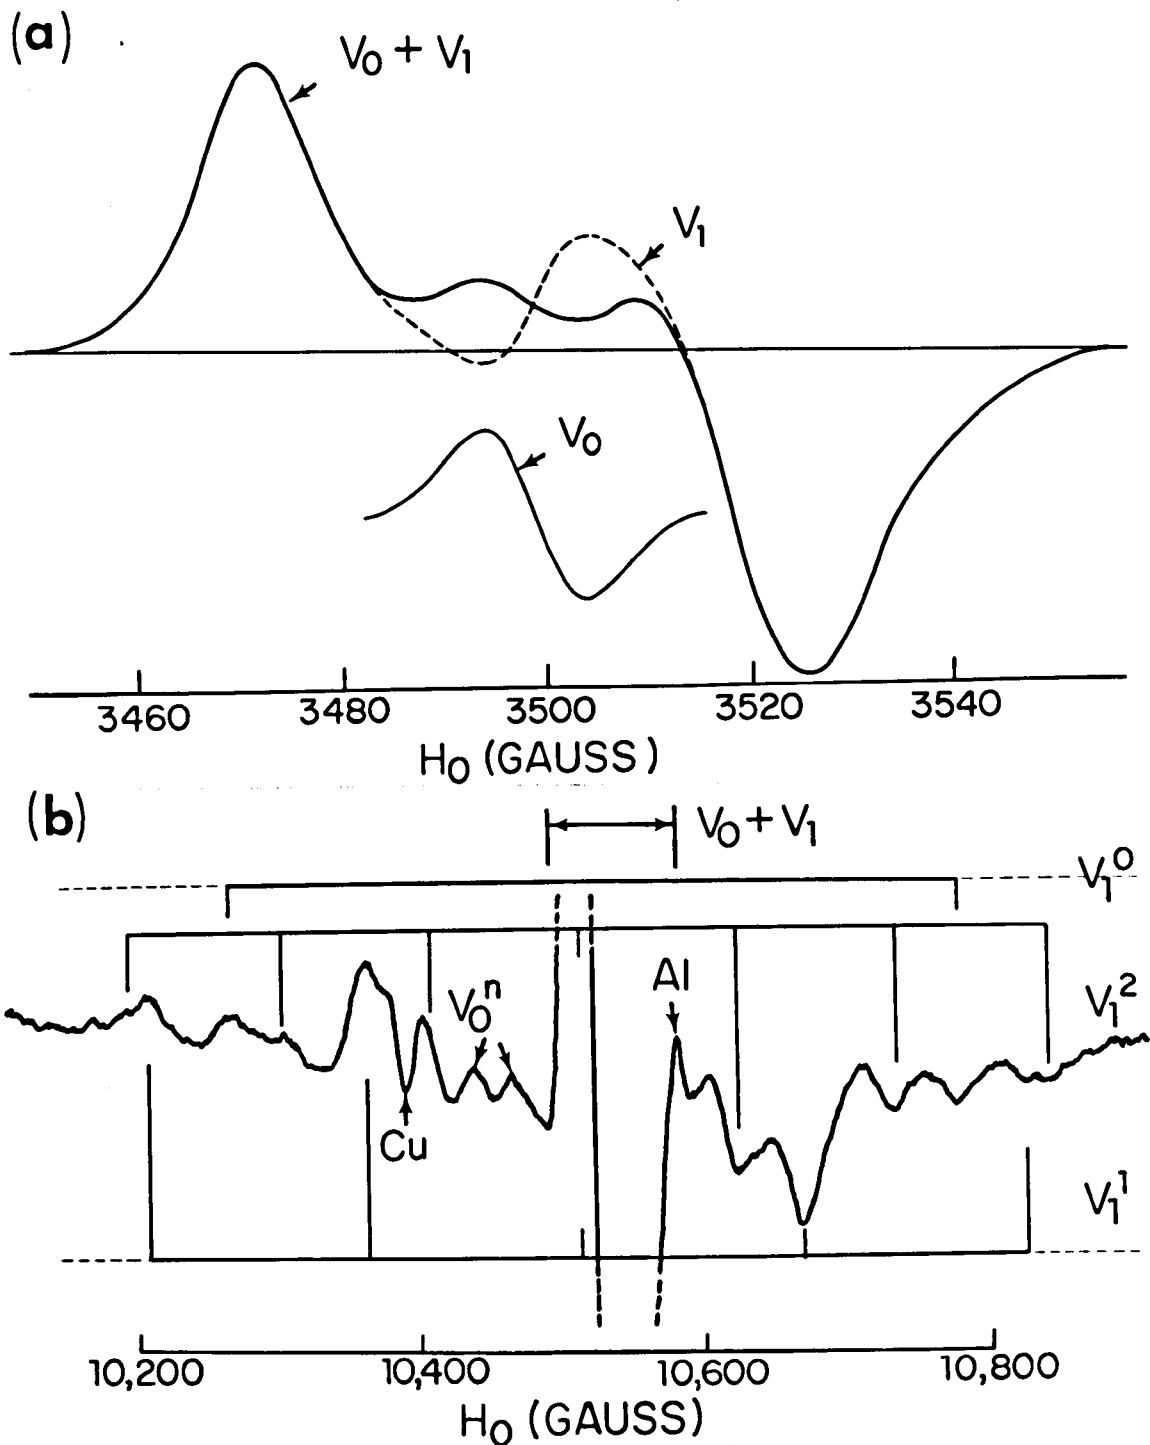 (a)
V0 + V1
V1
V0
3460 3480 3500 3520 3540
H0 (GAUSS)
(b)
V0 + V1
V1^0
Al
V0^n
V1^2
Cu
V1^1
10,200 10,400 10,600 10,800
H0 (GAUSS)